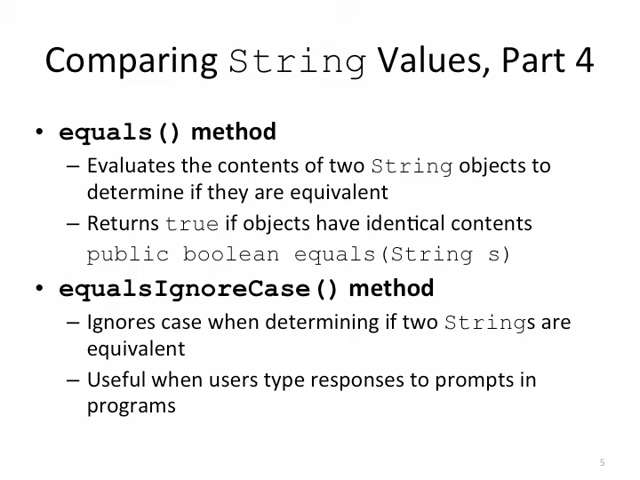 Comparing String Values, Part 4
• equals() method
– Evaluates the contents of two String objects to
determine if they are equivalent
– Returns true if objects have identical contents
public boolean equals(String s)
• equalsIgnoreCase() method
– Ignores case when determining if two Strings are
equivalent
– Useful when users type responses to prompts in
programs
5